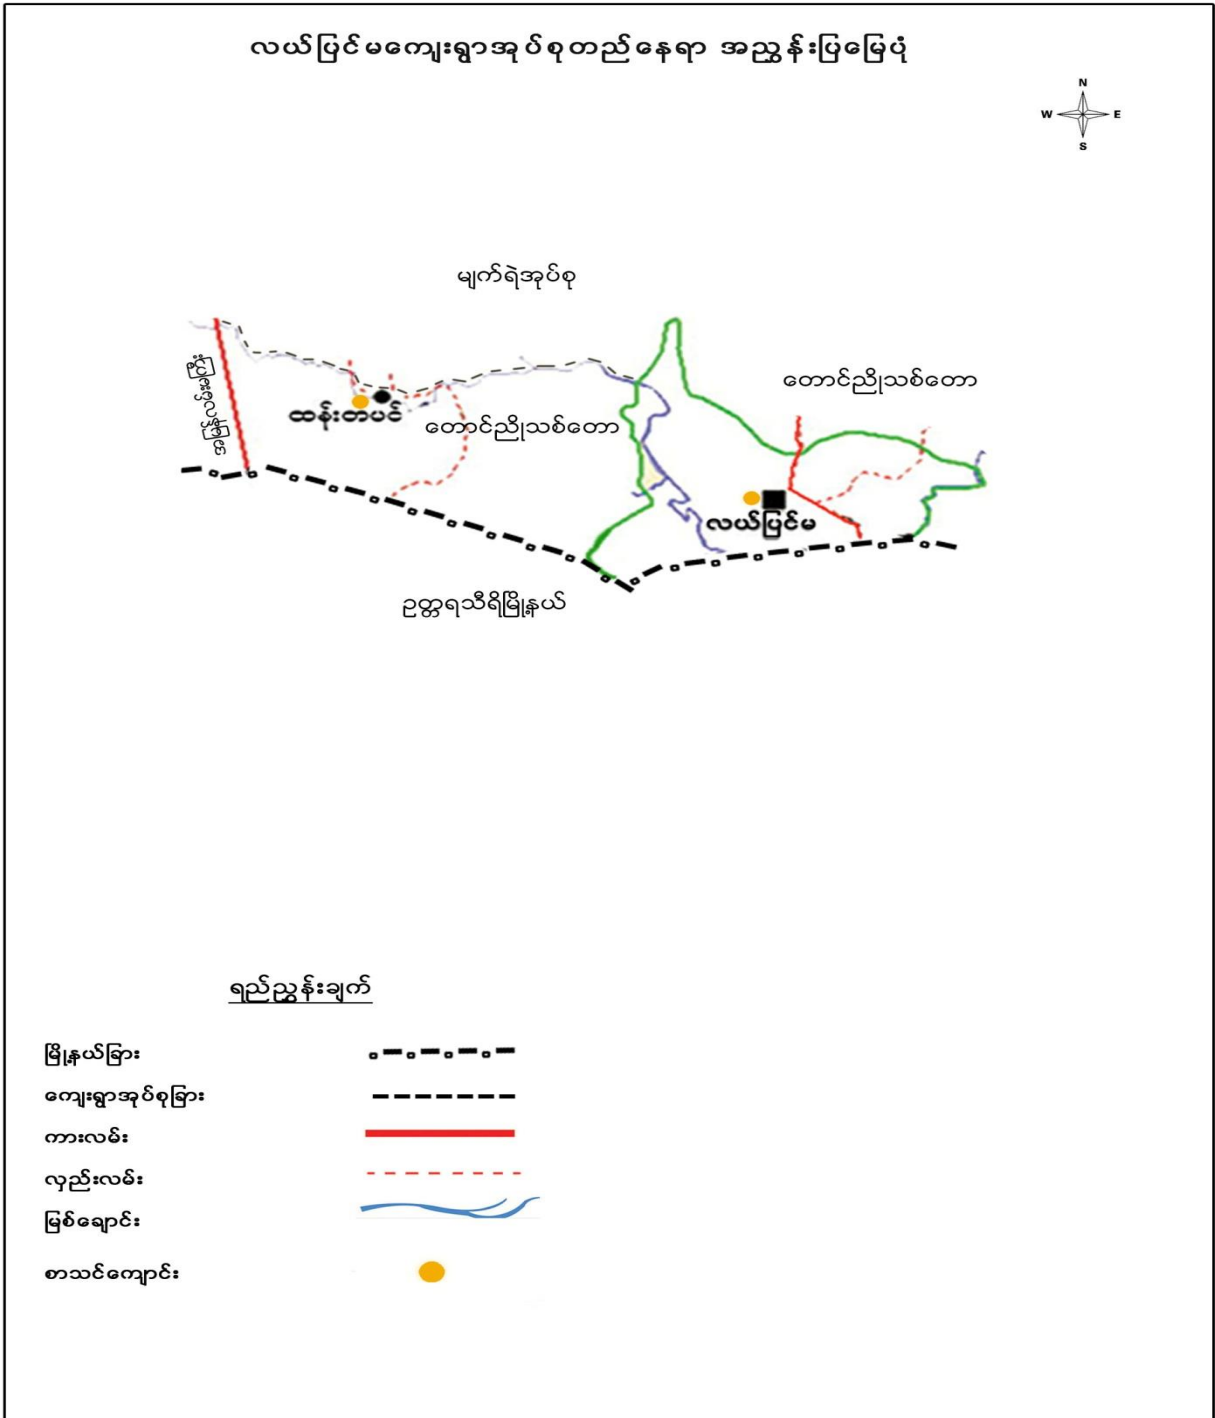 လယ်ပြင်မကျေးရွာအုပ်စုတည်နေရာ အညွှန်းပြမြေပုံ
N
W E
S
မျက်ရဲအုပ်စု
တောင်ညိုသစ်တော
ထန်းတပင်
တောင်ညိုသစ်တော
လယ်ပြင်မ
ဥတ္တရသီရိမြို့နယ်
ရည်ညွှန်းချက်
မြို့နယ်ခြား
ကျေးရွာအုပ်စုခြား
ကားလမ်း
လှည်းလမ်း
မြစ်ချောင်း
စာသင်ကျောင်း